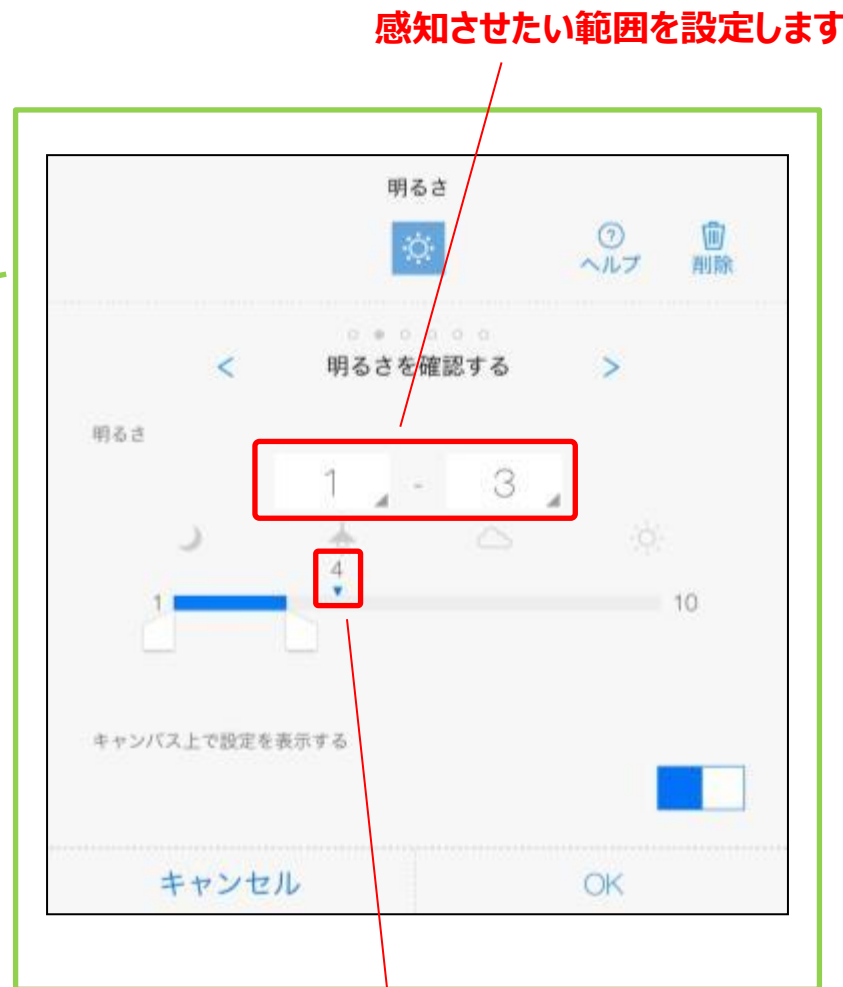 感知させたい範囲を設定します
明るさ
ヘルプ
削除
<
明るさを確認する
>
明るさ
1 - 3
4
1
10
キャンバス上で設定を表示する
キャンセル
OK